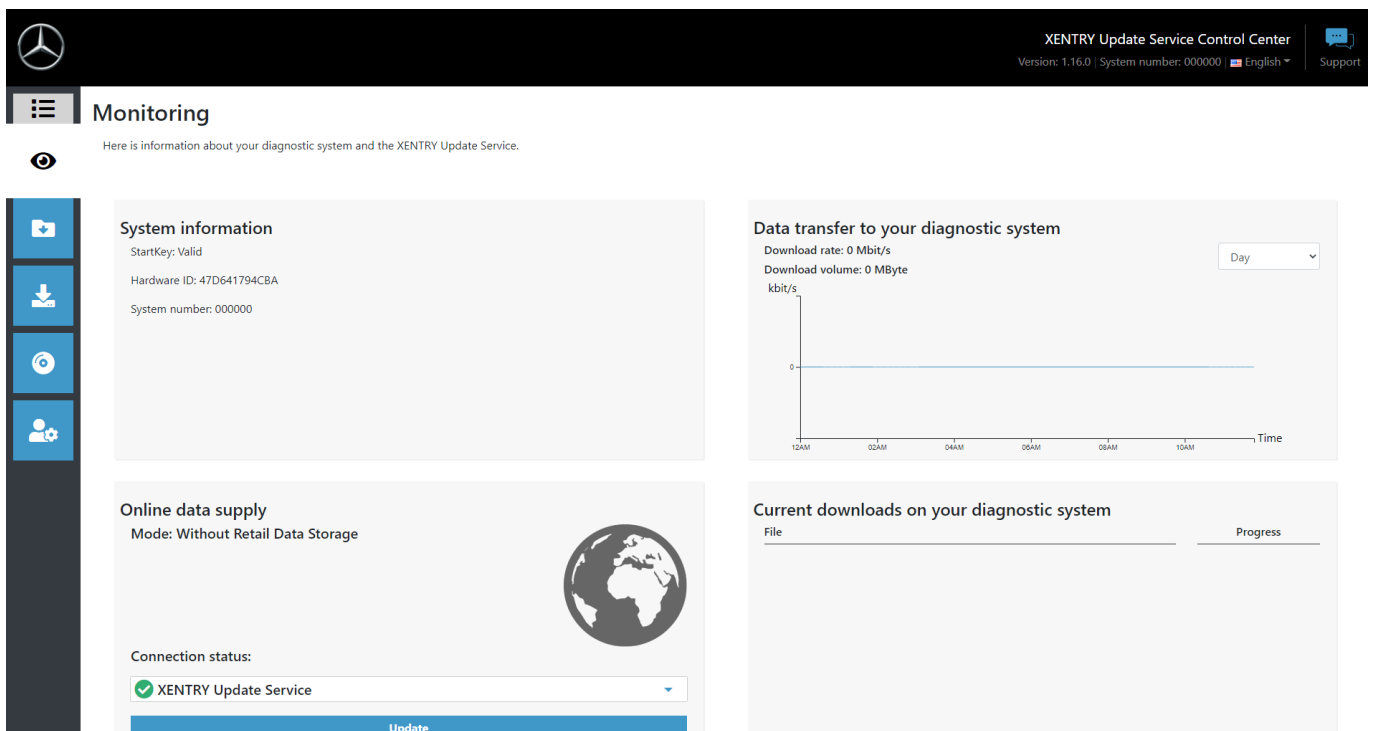 XENTRY Update Service Control Center
Version: 1.16.0 | System number: 000000 | English
Support
Monitoring
Here is information about your diagnostic system and the XENTRY Update Service.
System information
StartKey: Valid
Hardware ID: 47D641794CBA
System number: 000000
Data transfer to your diagnostic system
Download rate: 0 Mbit/s
Download volume: 0 MByte
Day
kbit/s
0
12AM 02AM 04AM 06AM 08AM 10AM
Time
Online data supply
Mode: Without Retail Data Storage
Connection status:
XENTRY Update Service
Update
Current downloads on your diagnostic system
File Progress